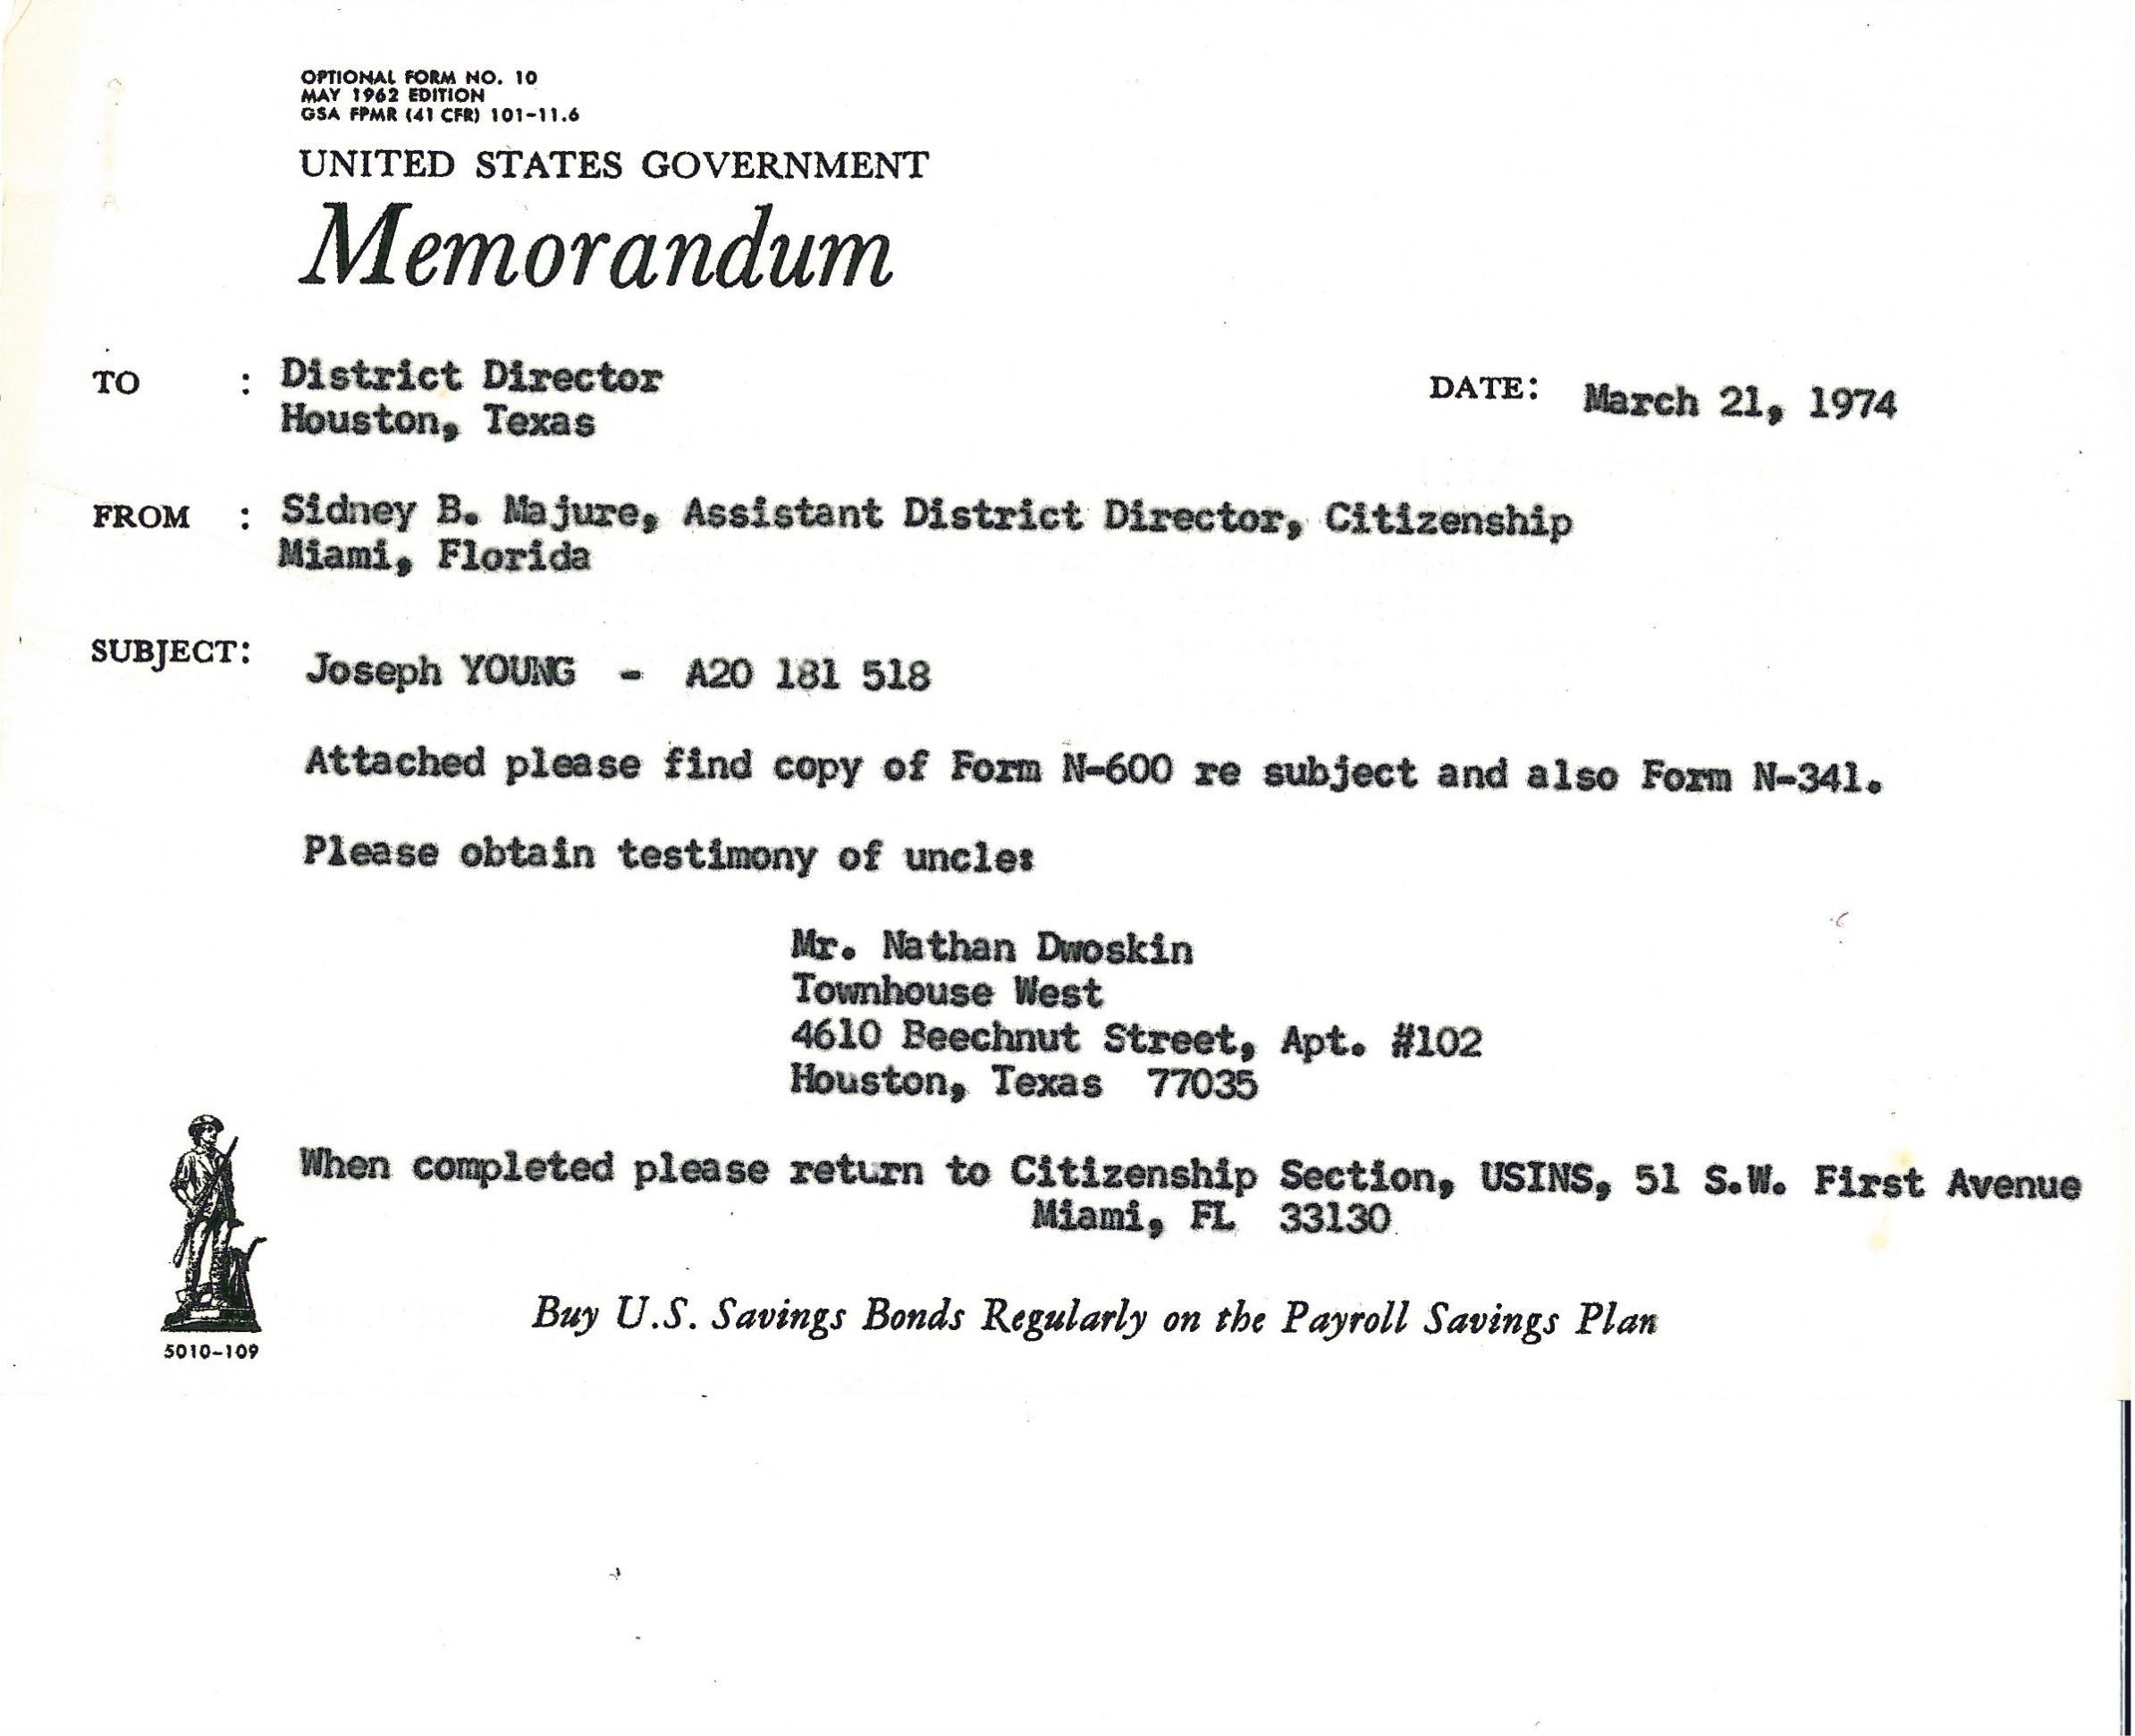 OPTIONAL FORM NO. 10
MAY 1962 EDITION
GSA FPMR (41 CFR) 101-11.6
UNITED STATES GOVERNMENT
Memorandum
TO : District Director
Houston, Texas
DATE: March 21, 1974
FROM : Sidney B. Majure, Assistant District Director, Citizenship
Miami, Florida
SUBJECT: Joseph YOUNG - A20 181 518
Attached please find copy of Form N-600 re subject and also Form N-341.
Please obtain testimony of uncle:
Mr. Nathan Dwoskin
Townhouse West
4610 Beechnut Street, Apt. #102
Houston, Texas 77035
When completed please return to Citizenship Section, USINS, 51 S.W. First Avenue
Miami, FL 33130
Buy U.S. Savings Bonds Regularly on the Payroll Savings Plan
5010-109